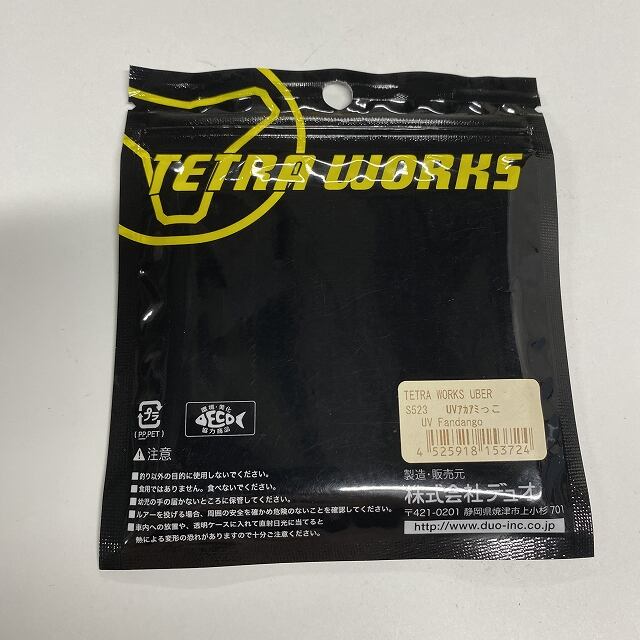 TETRA WORKS
TETRA WORKS UBER
S523 UVｱｶｱﾐっこ
UV Fandango
4 525918 153724
プラ
(PP,PET)
環境・美化
ECO
協力商品
注意
■釣り以外の目的に使用しないでください。
■食用ではありません。食べないでください。
■幼児の手の届かないところに保管してください。
■ルアーを投げる場合、周囲の安全を確かめ危険のないことを確認してください。
■車内への放置や、透明ケースに入れて直射日光に当てると
熱による変形の恐れがありますので十分ご注意ください。
製造・販売元
株式会社デュオ
〒421-0201 静岡県焼津市上小杉 701
http://www.duo-inc.co.jp